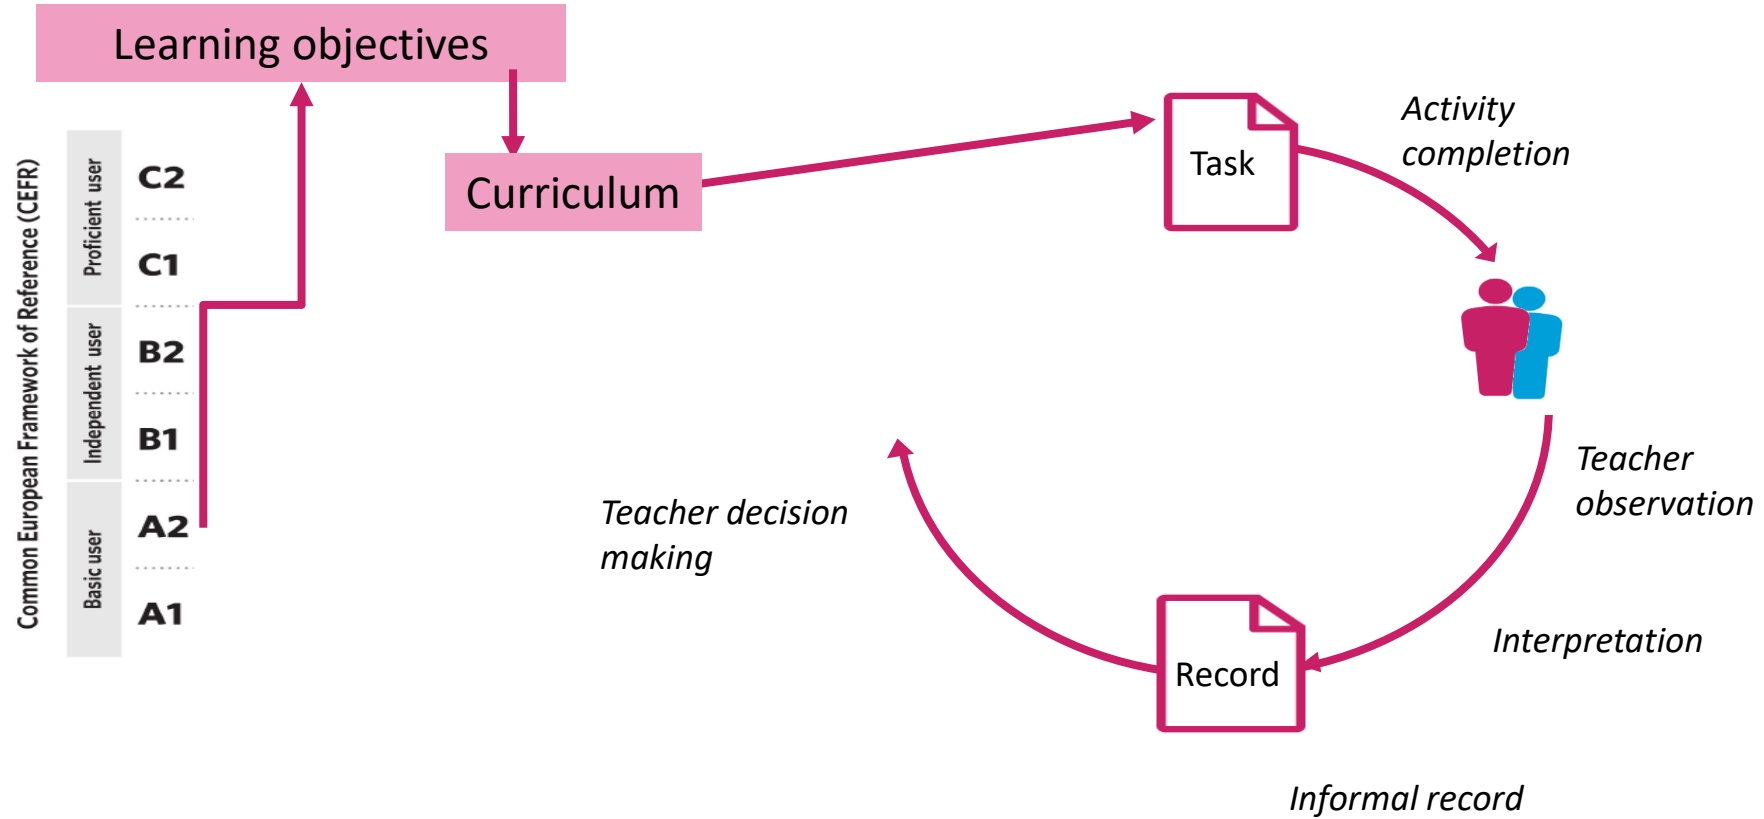 Learning objectives
Common European Framework of Reference (CEFR)
Proficient user
Independent user
Basic user
C2
C1
B2
B1
A2
A1
Curriculum
Task
Activity
completion
Teacher
observation
Interpretation
Record
Informal record
Teacher decision
making